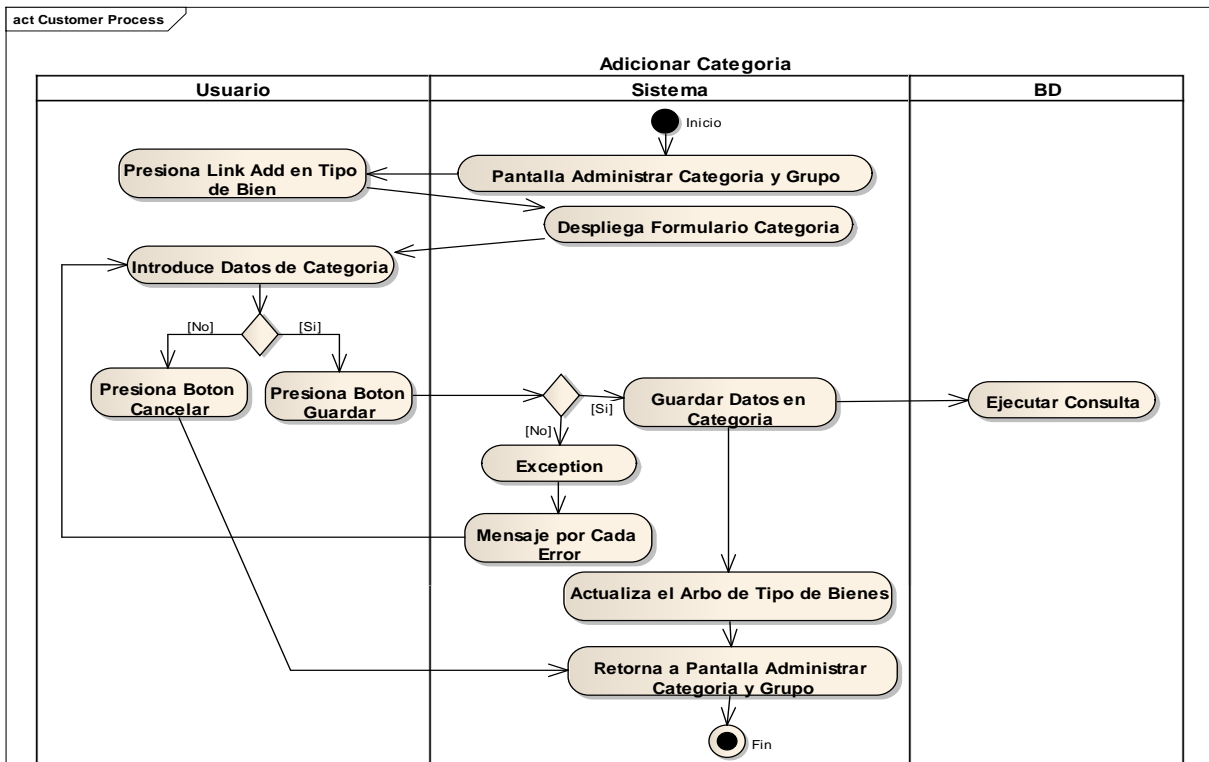 act Customer Process
Adicionar Categoria
Usuario
Sistema
BD
Inicio
Presiona Link Add en Tipo
de Bien
Pantalla Administrar Categoria y Grupo
Despliega Formulario Categoria
Introduce Datos de Categoria
[No]
[Si]
Presiona Boton
Cancelar
Presiona Boton
Guardar
[Si]
[No]
Guardar Datos en
Categoria
Ejecutar Consulta
Exception
Mensaje por Cada
Error
Actualiza el Arbo de Tipo de Bienes
Retorna a Pantalla Administrar
Categoria y Grupo
Fin